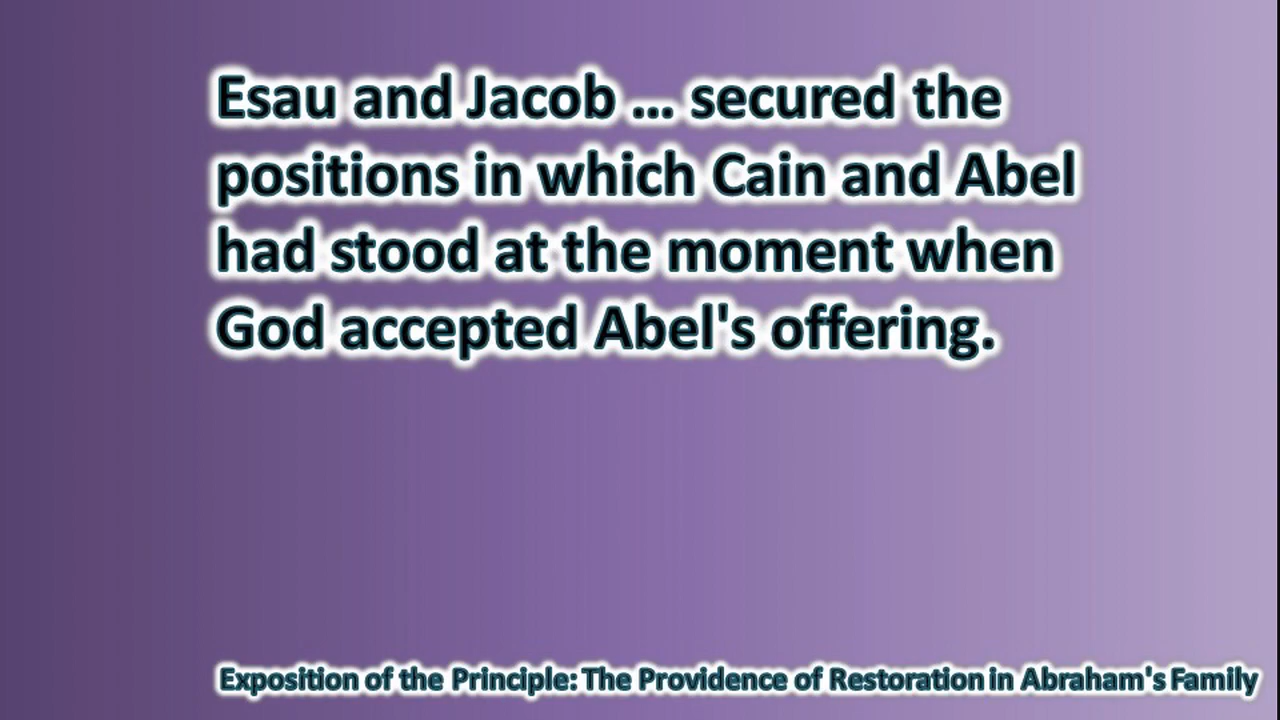 Esau and Jacob ... secured the
positions in which Cain and Abel
had stood at the moment when
God accepted Abel's offering.
Exposition of the Principle: The Providence of Restoration in Abraham's Family